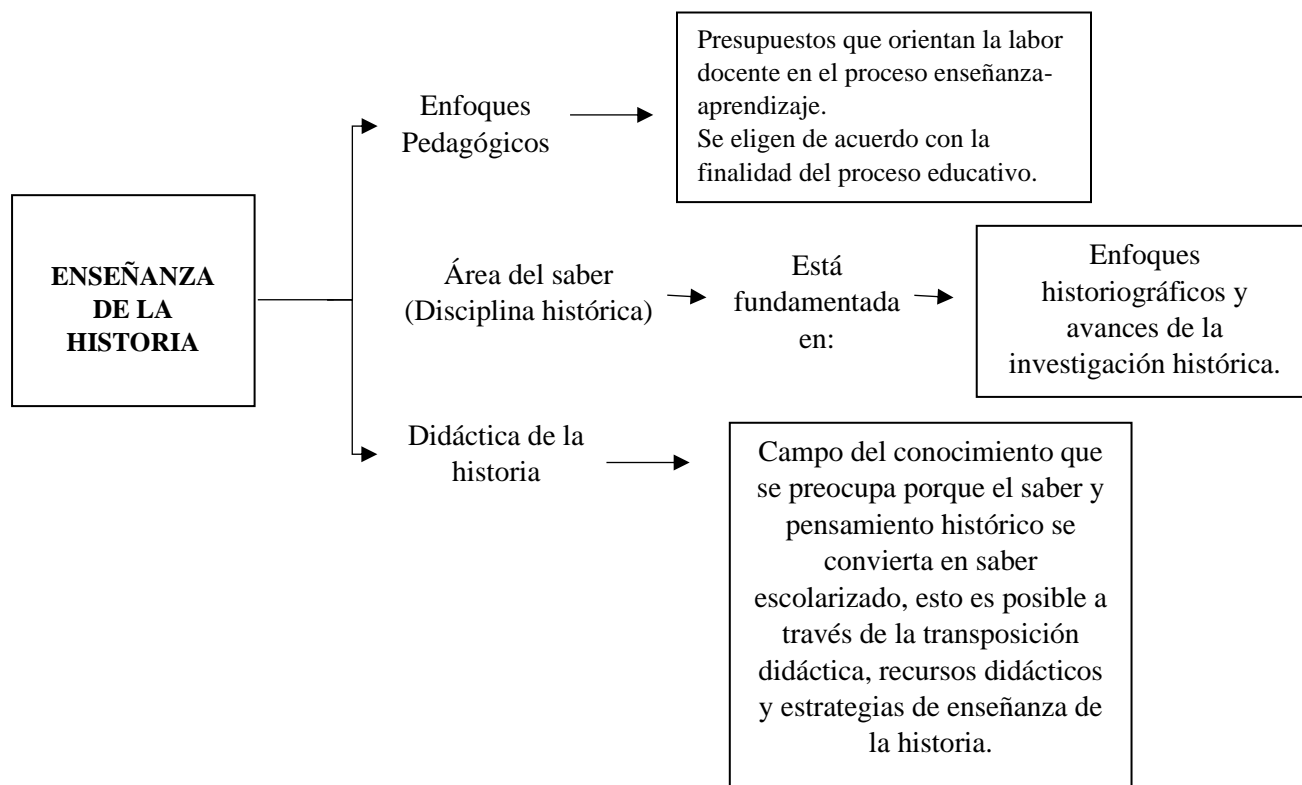 ENSEÑANZA
DE LA
HISTORIA
Enfoques
Pedagógicos
Presupuestos que orientan la labor
docente en el proceso enseñanza-
aprendizaje.
Se eligen de acuerdo con la
finalidad del proceso educativo.
Área del saber
(Disciplina histórica)
Está
fundamentada
en:
Enfoques
historiográficos y
avances de la
investigación histórica.
Didáctica de la
historia
Campo del conocimiento que
se preocupa porque el saber y
pensamiento histórico se
convierta en saber
escolarizado, esto es posible a
través de la transposición
didáctica, recursos didácticos
y estrategias de enseñanza de
la historia.